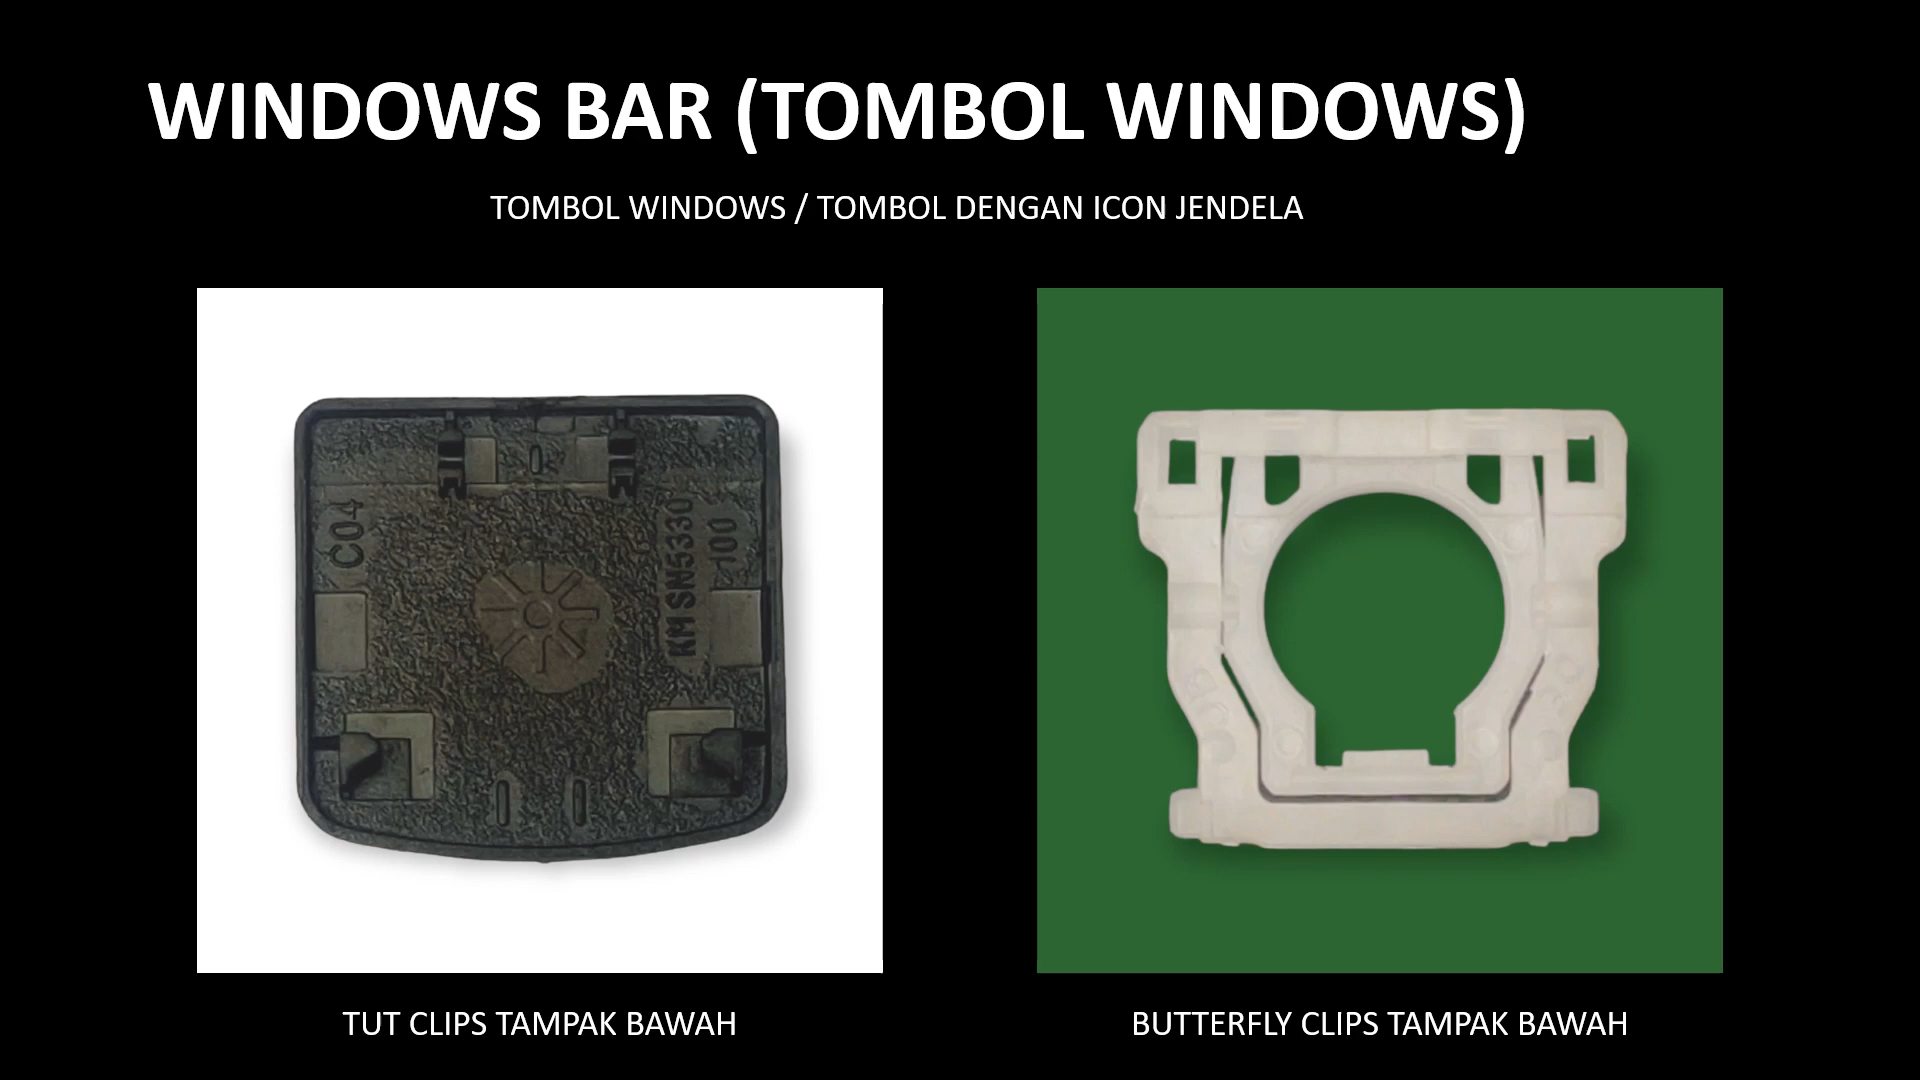 WINDOWS BAR (TOMBOL WINDOWS)
TOMBOL WINDOWS / TOMBOL DENGAN ICON JENDELA
C04
KM SN5330
100
TUT CLIPS TAMPAK BAWAH
BUTTERFLY CLIPS TAMPAK BAWAH